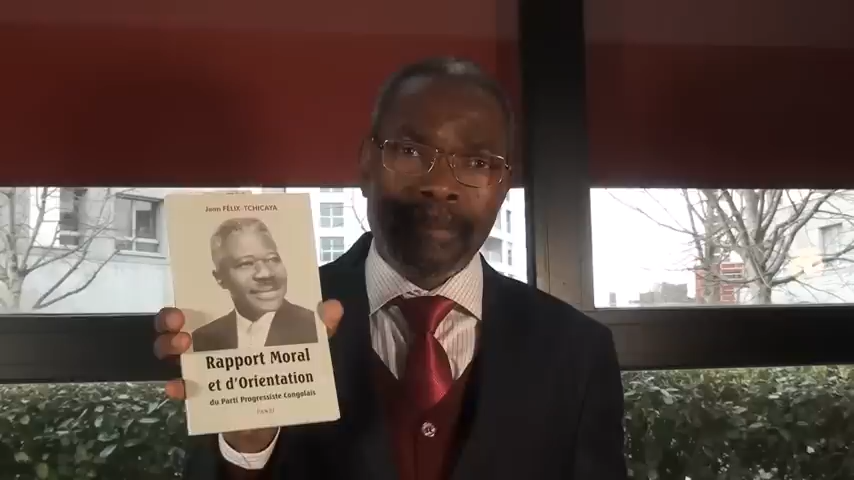 Jean FÉLIX-TCHICAYA
Rapport Moral
et d'Orientation
du Parti Progressiste Congolais